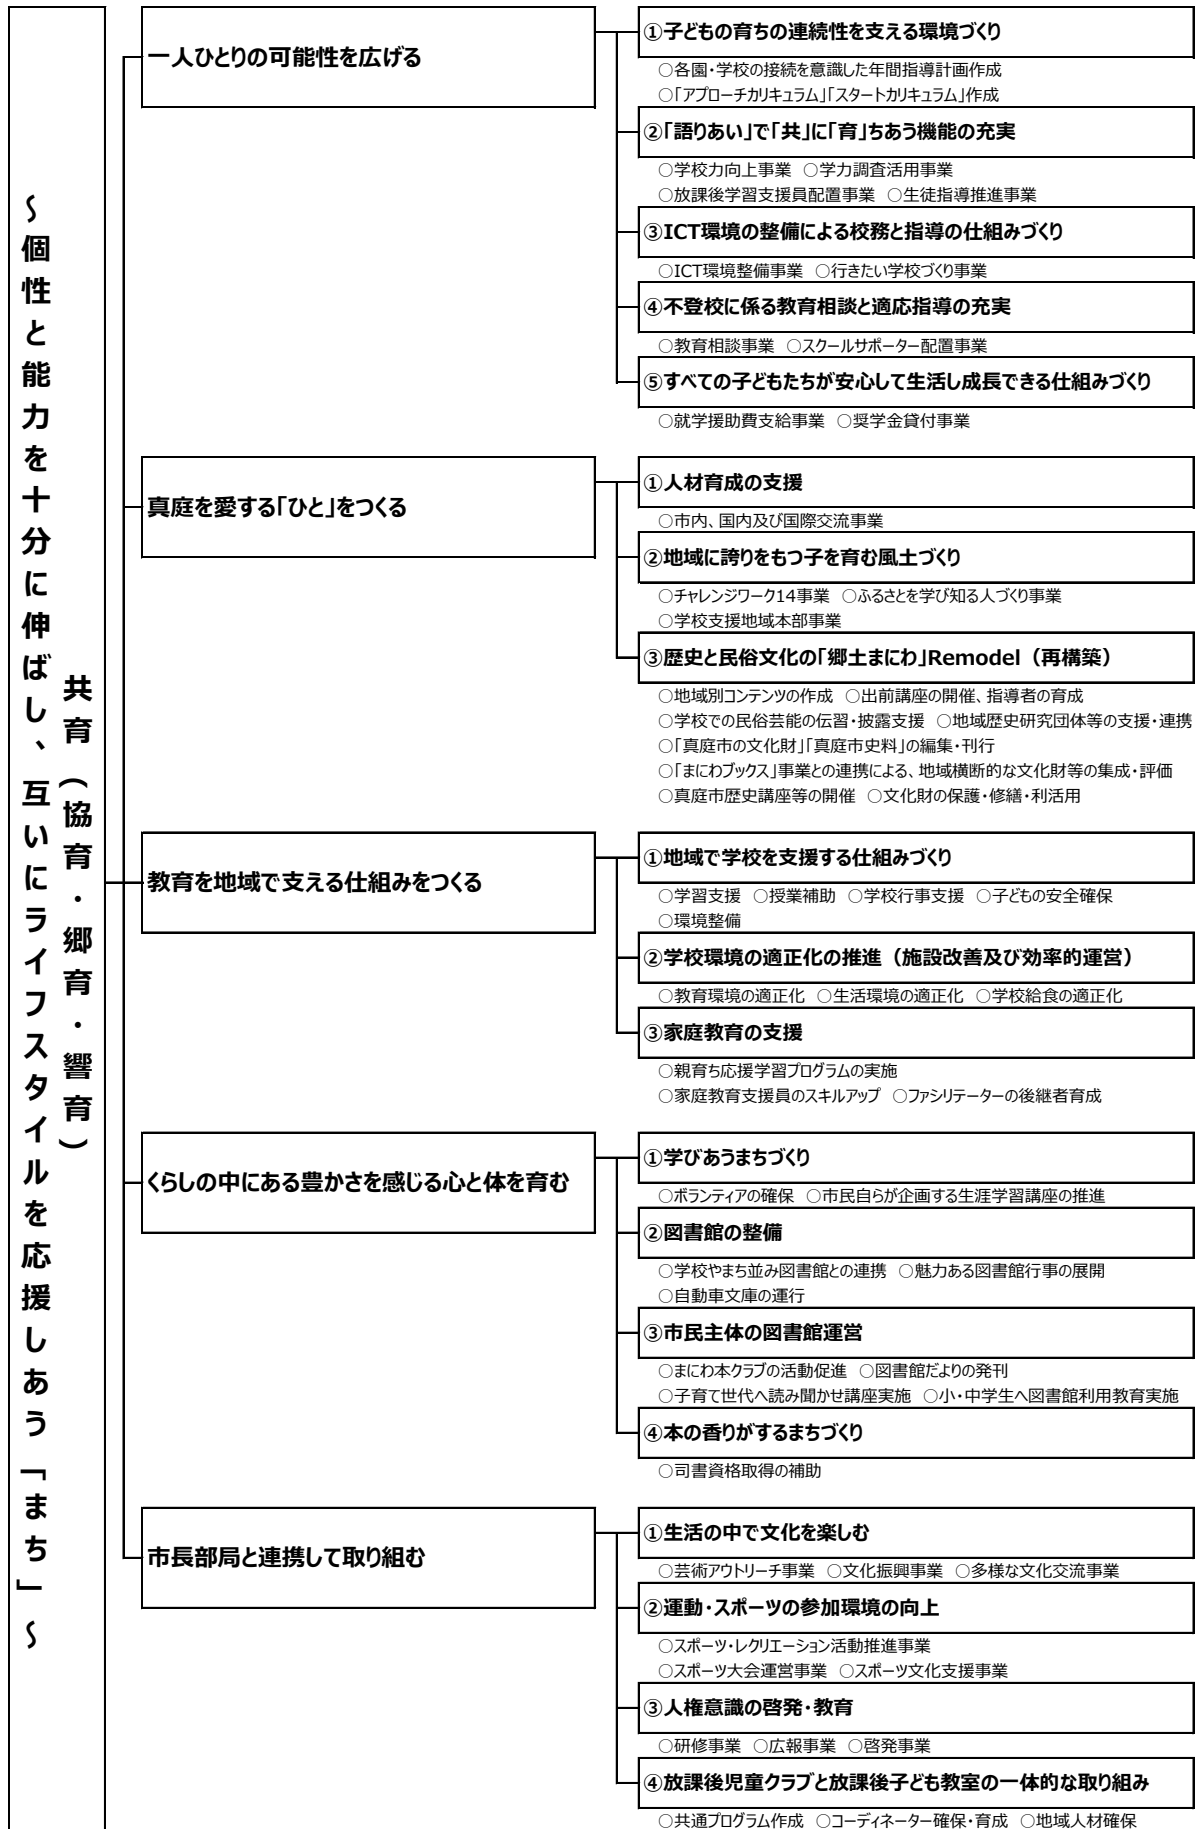 共育（協育・郷育・響育）
～個性と能力を十分に伸ばし、互いにライフスタイルを応援しあう「まち」～
一人ひとりの可能性を広げる
①子どもの育ちの連続性を支える環境づくり
○各園・学校の接続を意識した年間指導計画作成
○「アプローチカリキュラム」「スタートカリキュラム」作成
②「語りあい」で「共」に「育」ちあう機能の充実
○学校力向上事業 ○学力調査活用事業
○放課後学習支援員配置事業 ○生徒指導推進事業
③ICT環境の整備による校務と指導の仕組みづくり
○ICT環境整備事業 ○行きたい学校づくり事業
④不登校に係る教育相談と適応指導の充実
○教育相談事業 ○スクールサポーター配置事業
⑤すべての子どもたちが安心して生活し成長できる仕組みづくり
○就学援助費支給事業 ○奨学金貸付事業
真庭を愛する「ひと」をつくる
①人材育成の支援
○市内、国内及び国際交流事業
②地域に誇りをもつ子を育む風土づくり
○チャレンジワーク14事業 ○ふるさとを学び知る人づくり事業
○学校支援地域本部事業
③歴史と民俗文化の「郷土まにわ」Remodel（再構築）
○地域別コンテンツの作成 ○出前講座の開催、指導者の育成
○学校での民俗芸能の伝習・披露支援 ○地域歴史研究団体等の支援・連携
○「真庭市の文化財」「真庭市史料」の編集・刊行
○「まにわブックス」事業との連携による、地域横断的な文化財等の集成・評価
○真庭市歴史講座等の開催 ○文化財の保護・修繕・利活用
教育を地域で支える仕組みをつくる
①地域で学校を支援する仕組みづくり
○学習支援 ○授業補助 ○学校行事支援 ○子どもの安全確保
○環境整備
②学校環境の適正化の推進（施設改善及び効率的運営）
○教育環境の適正化 ○生活環境の適正化 ○学校給食の適正化
③家庭教育の支援
○親育ち応援学習プログラムの実施
○家庭教育支援員のスキルアップ ○ファシリテーターの後継者育成
くらしの中にある豊かさを感じる心と体を育む
①学びあうまちづくり
○ボランティアの確保 ○市民自らが企画する生涯学習講座の推進
②図書館の整備
○学校やまち並み図書館との連携 ○魅力ある図書館行事の展開
○自動車文庫の運行
③市民主体の図書館運営
○まにわ本クラブの活動促進 ○図書館だよりの発刊
○子育て世代へ読み聞かせ講座実施 ○小・中学生へ図書館利用教育実施
④本の香りがするまちづくり
○司書資格取得の補助
市長部局と連携して取り組む
①生活の中で文化を楽しむ
○芸術アウトリーチ事業 ○文化振興事業 ○多様な文化交流事業
②運動・スポーツの参加環境の向上
○スポーツ・レクリエーション活動推進事業
○スポーツ大会運営事業 ○スポーツ文化支援事業
③人権意識の啓発・教育
○研修事業 ○広報事業 ○啓発事業
④放課後児童クラブと放課後子ども教室の一体的な取り組み
○共通プログラム作成 ○コーディネーター確保・育成 ○地域人材確保